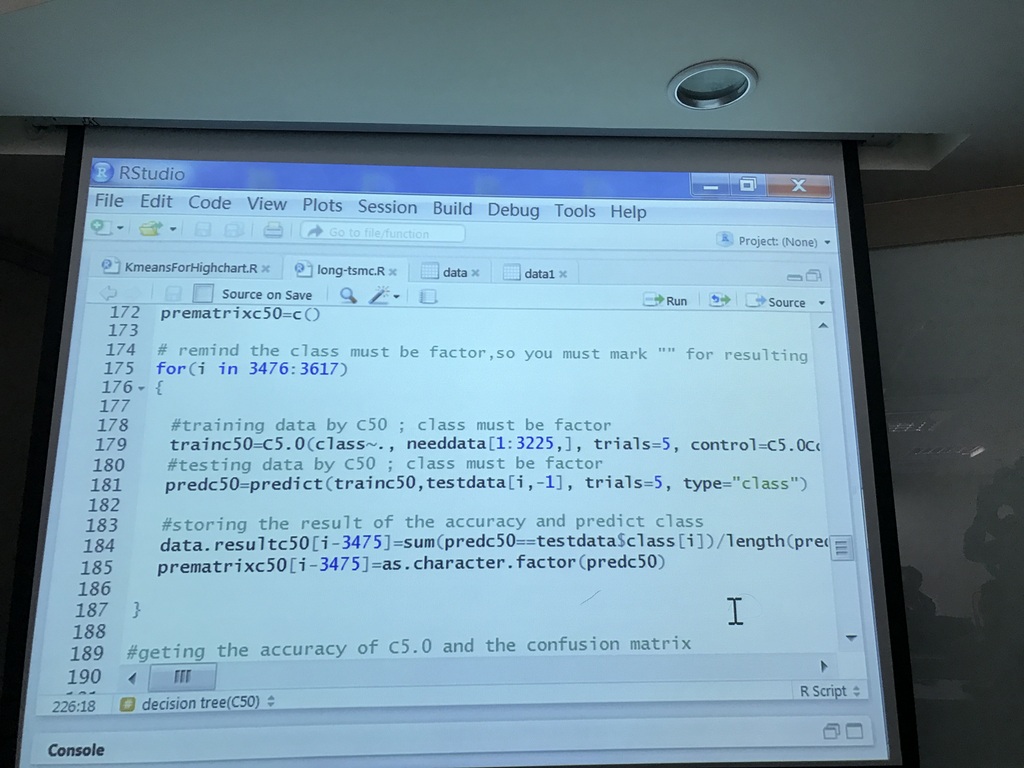 RStudio
File Edit Code View Plots Session Build Debug Tools Help
Go to file/function
Project: (None)
KmeansForHighchart.R × long-tsmc.R × data × data1 ×
Source on Save Run Source
172 prematrixc50=c()
173
174 # remind the class must be factor,so you must mark "" for resulting
175 for(i in 3476:3617)
176 {
177
178 #training data by C50 ; class must be factor
179 trainc50=C5.0(class~., needdata[1:3225,], trials=5, control=C5.0Co
180 #testing data by C50 ; class must be factor
181 predc50=predict(trainc50,testdata[i,-1], trials=5, type="class")
182
183 #storing the result of the accuracy and predict class
184 data.resultc50[i-3475]=sum(predc50==testdata$class[i])/length(pred
185 prematrixc50[i-3475]=as.character.factor(predc50)
186
187 }
188
189 #geting the accuracy of C5.0 and the confusion matrix
190
226:18 # decision tree(C50) R Script
Console